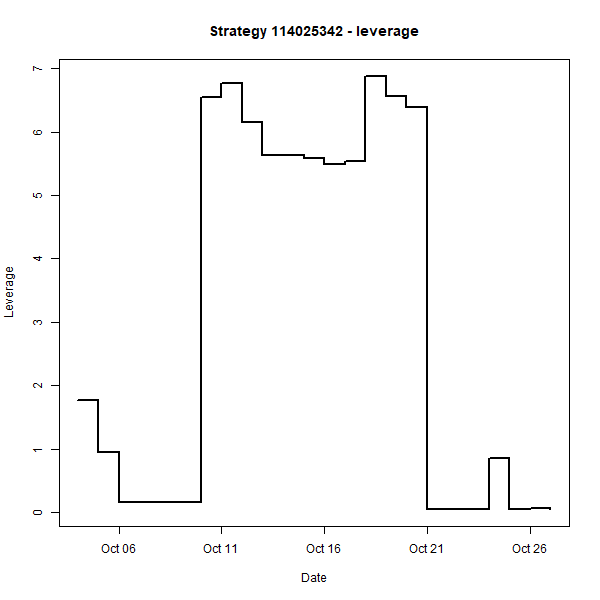 Strategy 114025342 - leverage
7
6
5
4
3
2
1
0
Leverage
Oct 06
Oct 11
Oct 16
Oct 21
Oct 26
Date